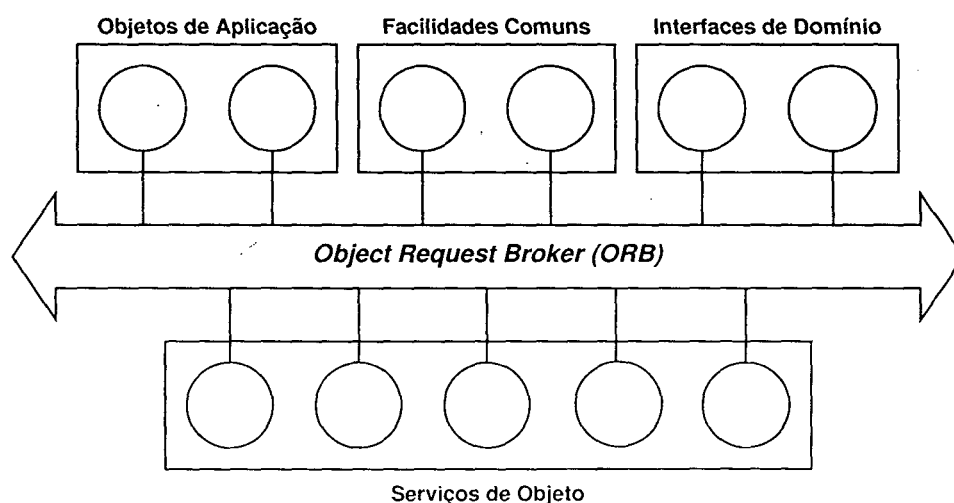 Objetos de Aplicação
Facilidades Comuns
Interfaces de Domínio
Object Request Broker (ORB)
Serviços de Objeto